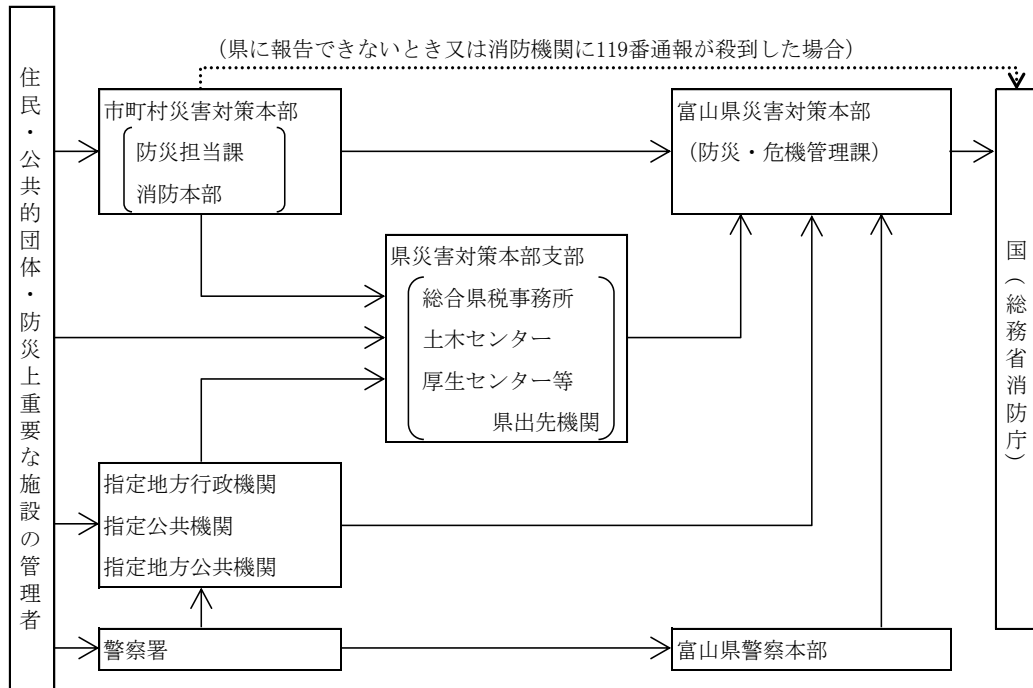 （県に報告できないとき又は消防機関に119番通報が殺到した場合）
住民・公共的団体・防災上重要な施設の管理者
市町村災害対策本部
防災担当課
消防本部
富山県災害対策本部
（防災・危機管理課）
国（総務省消防庁）
県災害対策本部支部
総合県税事務所
土木センター
厚生センター等
県出先機関
指定地方行政機関
指定公共機関
指定地方公共機関
警察署
富山県警察本部